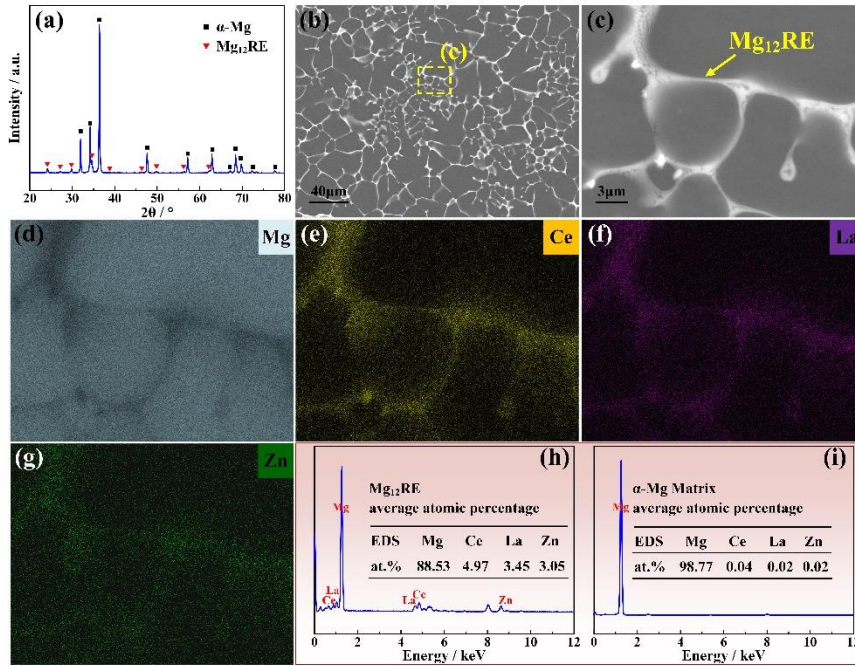 (a)
α-Mg
Mg₁₂RE
Intensity / a.u.
20 30 40 50 60 70 80
2θ / °
(b)
(c)
40μm
(c)
Mg₁₂RE
3μm
(d)
Mg
(e)
Ce
(f)
La
(g)
Zn
(h)
Mg₁₂RE
average atomic percentage
EDS Mg Ce La Zn
at.% 88.53 4.97 3.45 3.05
Mg
La
Ce
La
Ce
Zn
0 2 4 6 8 10 12
Energy / keV
(i)
α-Mg Matrix
average atomic percentage
EDS Mg Ce La Zn
at.% 98.77 0.04 0.02 0.02
Mg
0 2 4 6 8 10 12
Energy / keV